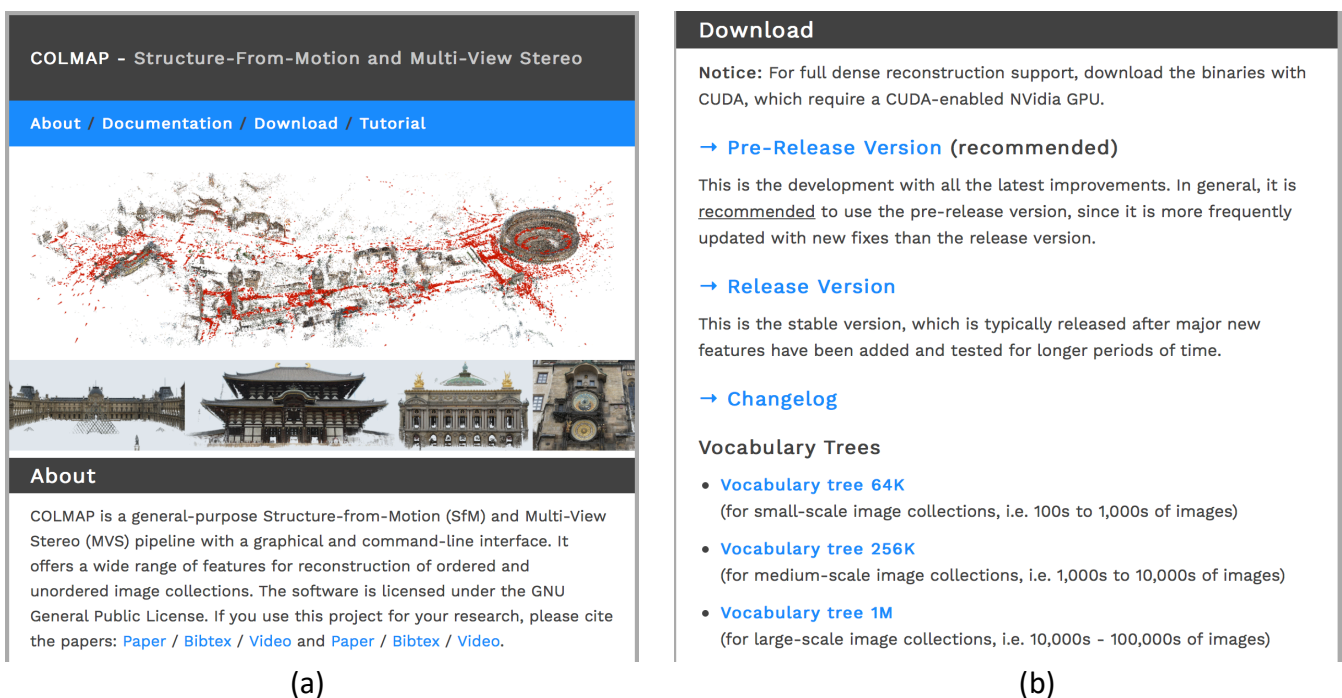 COLMAP - Structure-From-Motion and Multi-View Stereo
About / Documentation / Download / Tutorial
About
COLMAP is a general-purpose Structure-from-Motion (SfM) and Multi-View
Stereo (MVS) pipeline with a graphical and command-line interface. It
offers a wide range of features for reconstruction of ordered and
unordered image collections. The software is licensed under the GNU
General Public License. If you use this project for your research, please cite
the papers: Paper / Bibtex / Video and Paper / Bibtex / Video.
(a)
Download
Notice: For full dense reconstruction support, download the binaries with
CUDA, which require a CUDA-enabled NVidia GPU.
→ Pre-Release Version (recommended)
This is the development with all the latest improvements. In general, it is
recommended to use the pre-release version, since it is more frequently
updated with new fixes than the release version.
→ Release Version
This is the stable version, which is typically released after major new
features have been added and tested for longer periods of time.
→ Changelog
Vocabulary Trees
• Vocabulary tree 64K
(for small-scale image collections, i.e. 100s to 1,000s of images)
• Vocabulary tree 256K
(for medium-scale image collections, i.e. 1,000s to 10,000s of images)
• Vocabulary tree 1M
(for large-scale image collections, i.e. 10,000s - 100,000s of images)
(b)